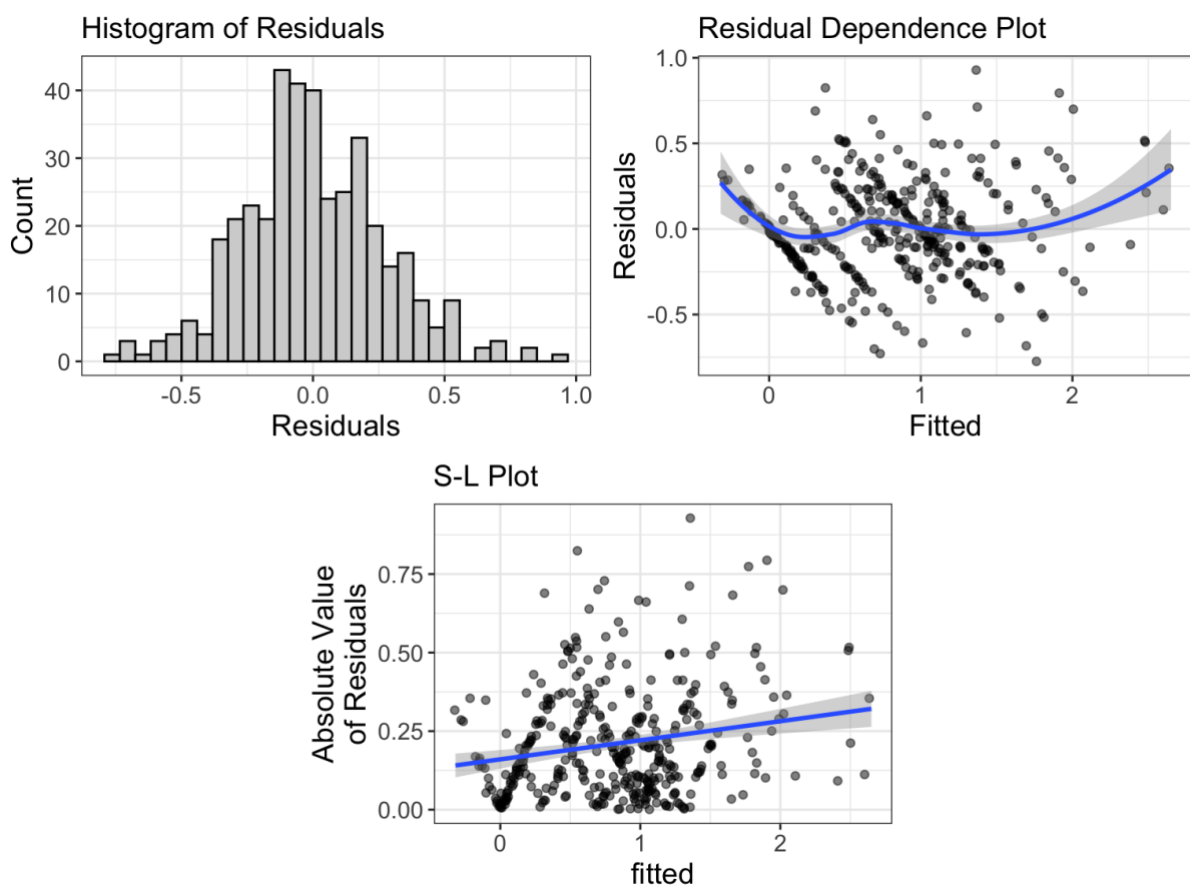 Histogram of Residuals
Count
40
30
20
10
0
-0.5
0.0
0.5
1.0
Residuals
Residual Dependence Plot
Residuals
1.0
0.5
0.0
-0.5
0
1
2
Fitted
S-L Plot
Absolute Value
of Residuals
0.75
0.50
0.25
0.00
0
1
2
fitted